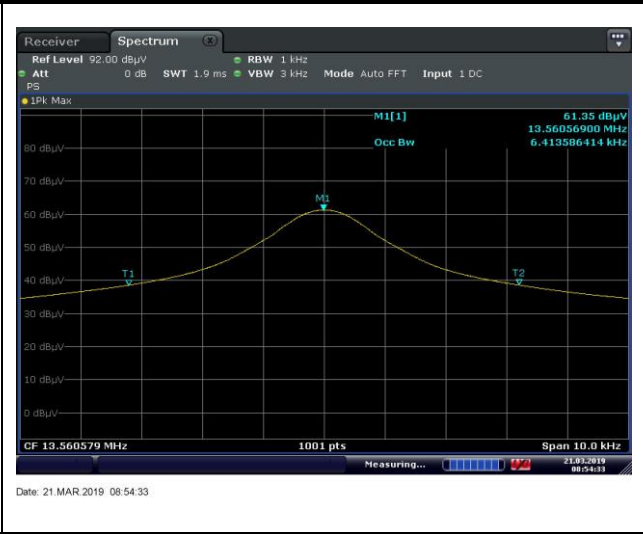 Receiver Spectrum
Ref Level 92.00 dBµV RBW 1 kHz
Att 0 dB SWT 1.9 ms VBW 3 kHz Mode Auto FFT Input 1 DC
PS
1Pk Max
M1[1] 61.35 dBµV
13.56056900 MHz
Occ Bw 6.413586414 kHz
80 dBµV
70 dBµV
M1
60 dBµV
50 dBµV
T1 T2
40 dBµV
30 dBµV
20 dBµV
10 dBµV
0 dBµV
CF 13.560579 MHz 1001 pts Span 10.0 kHz
Measuring... 21.03.2019
08:54:33
Date: 21.MAR.2019 08:54:33